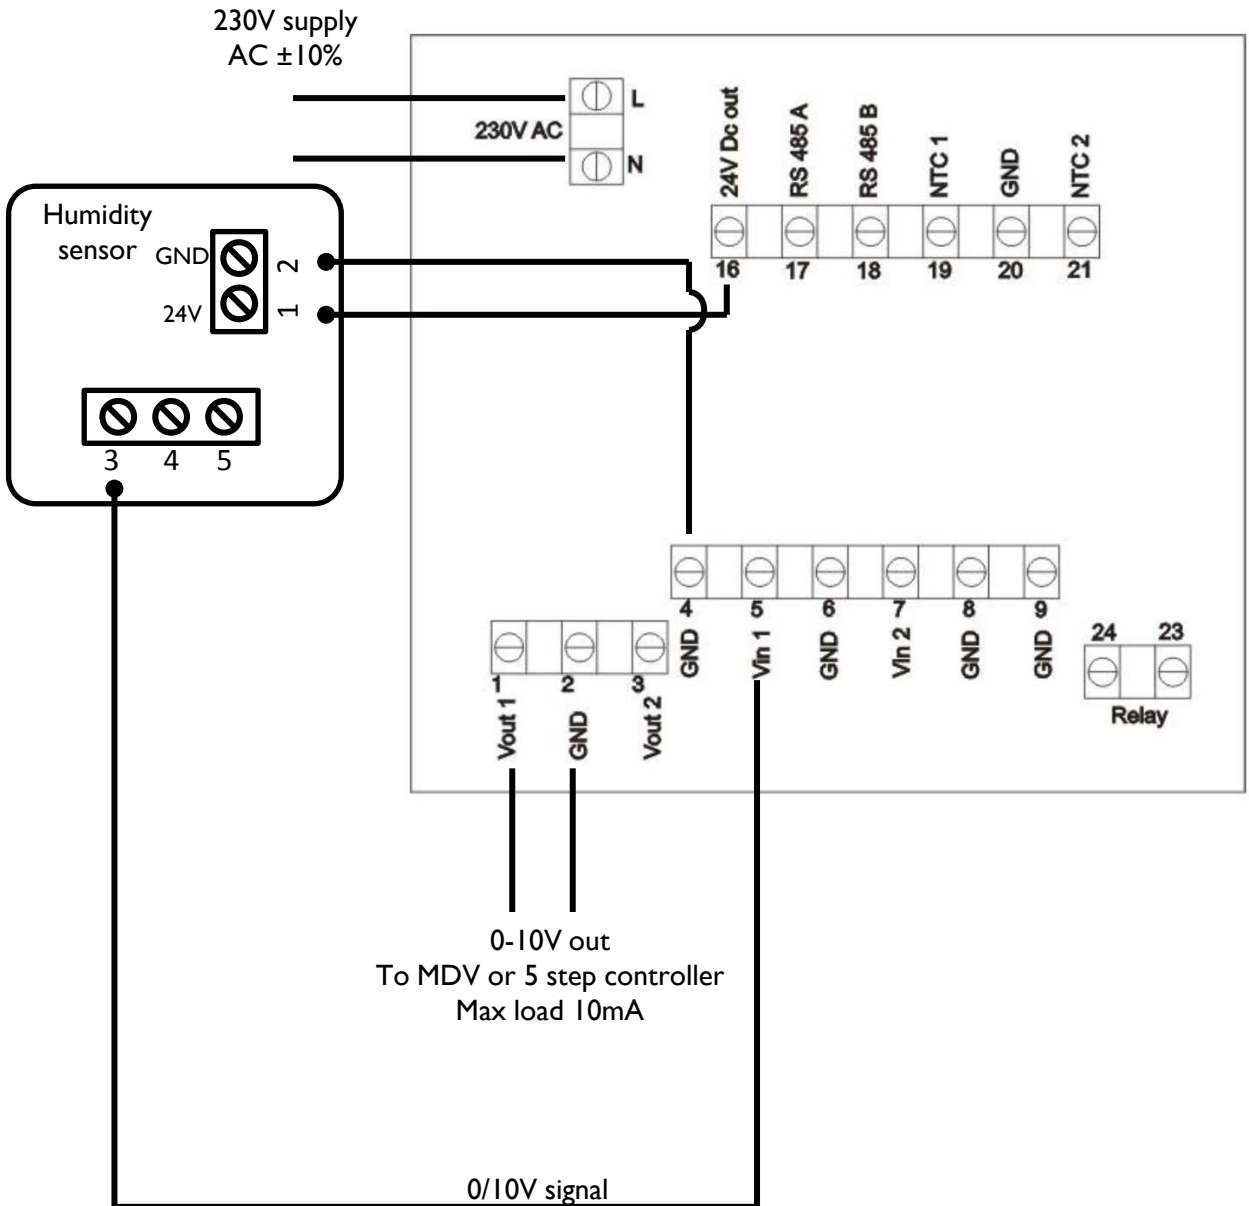 230V supply
AC ±10%
L
230V AC
N
24V Dc out
RS 485 A
RS 485 B
NTC 1
GND
NTC 2
16 17 18 19 20 21
Humidity
sensor
GND
2
24V
1
3 4 5
4 5 6 7 8 9
GND
Vin 1
GND
Vin 2
GND
GND
24 23
Relay
1 2 3
Vout 1
GND
Vout 2
0-10V out
To MDV or 5 step controller
Max load 10mA
0/10V signal